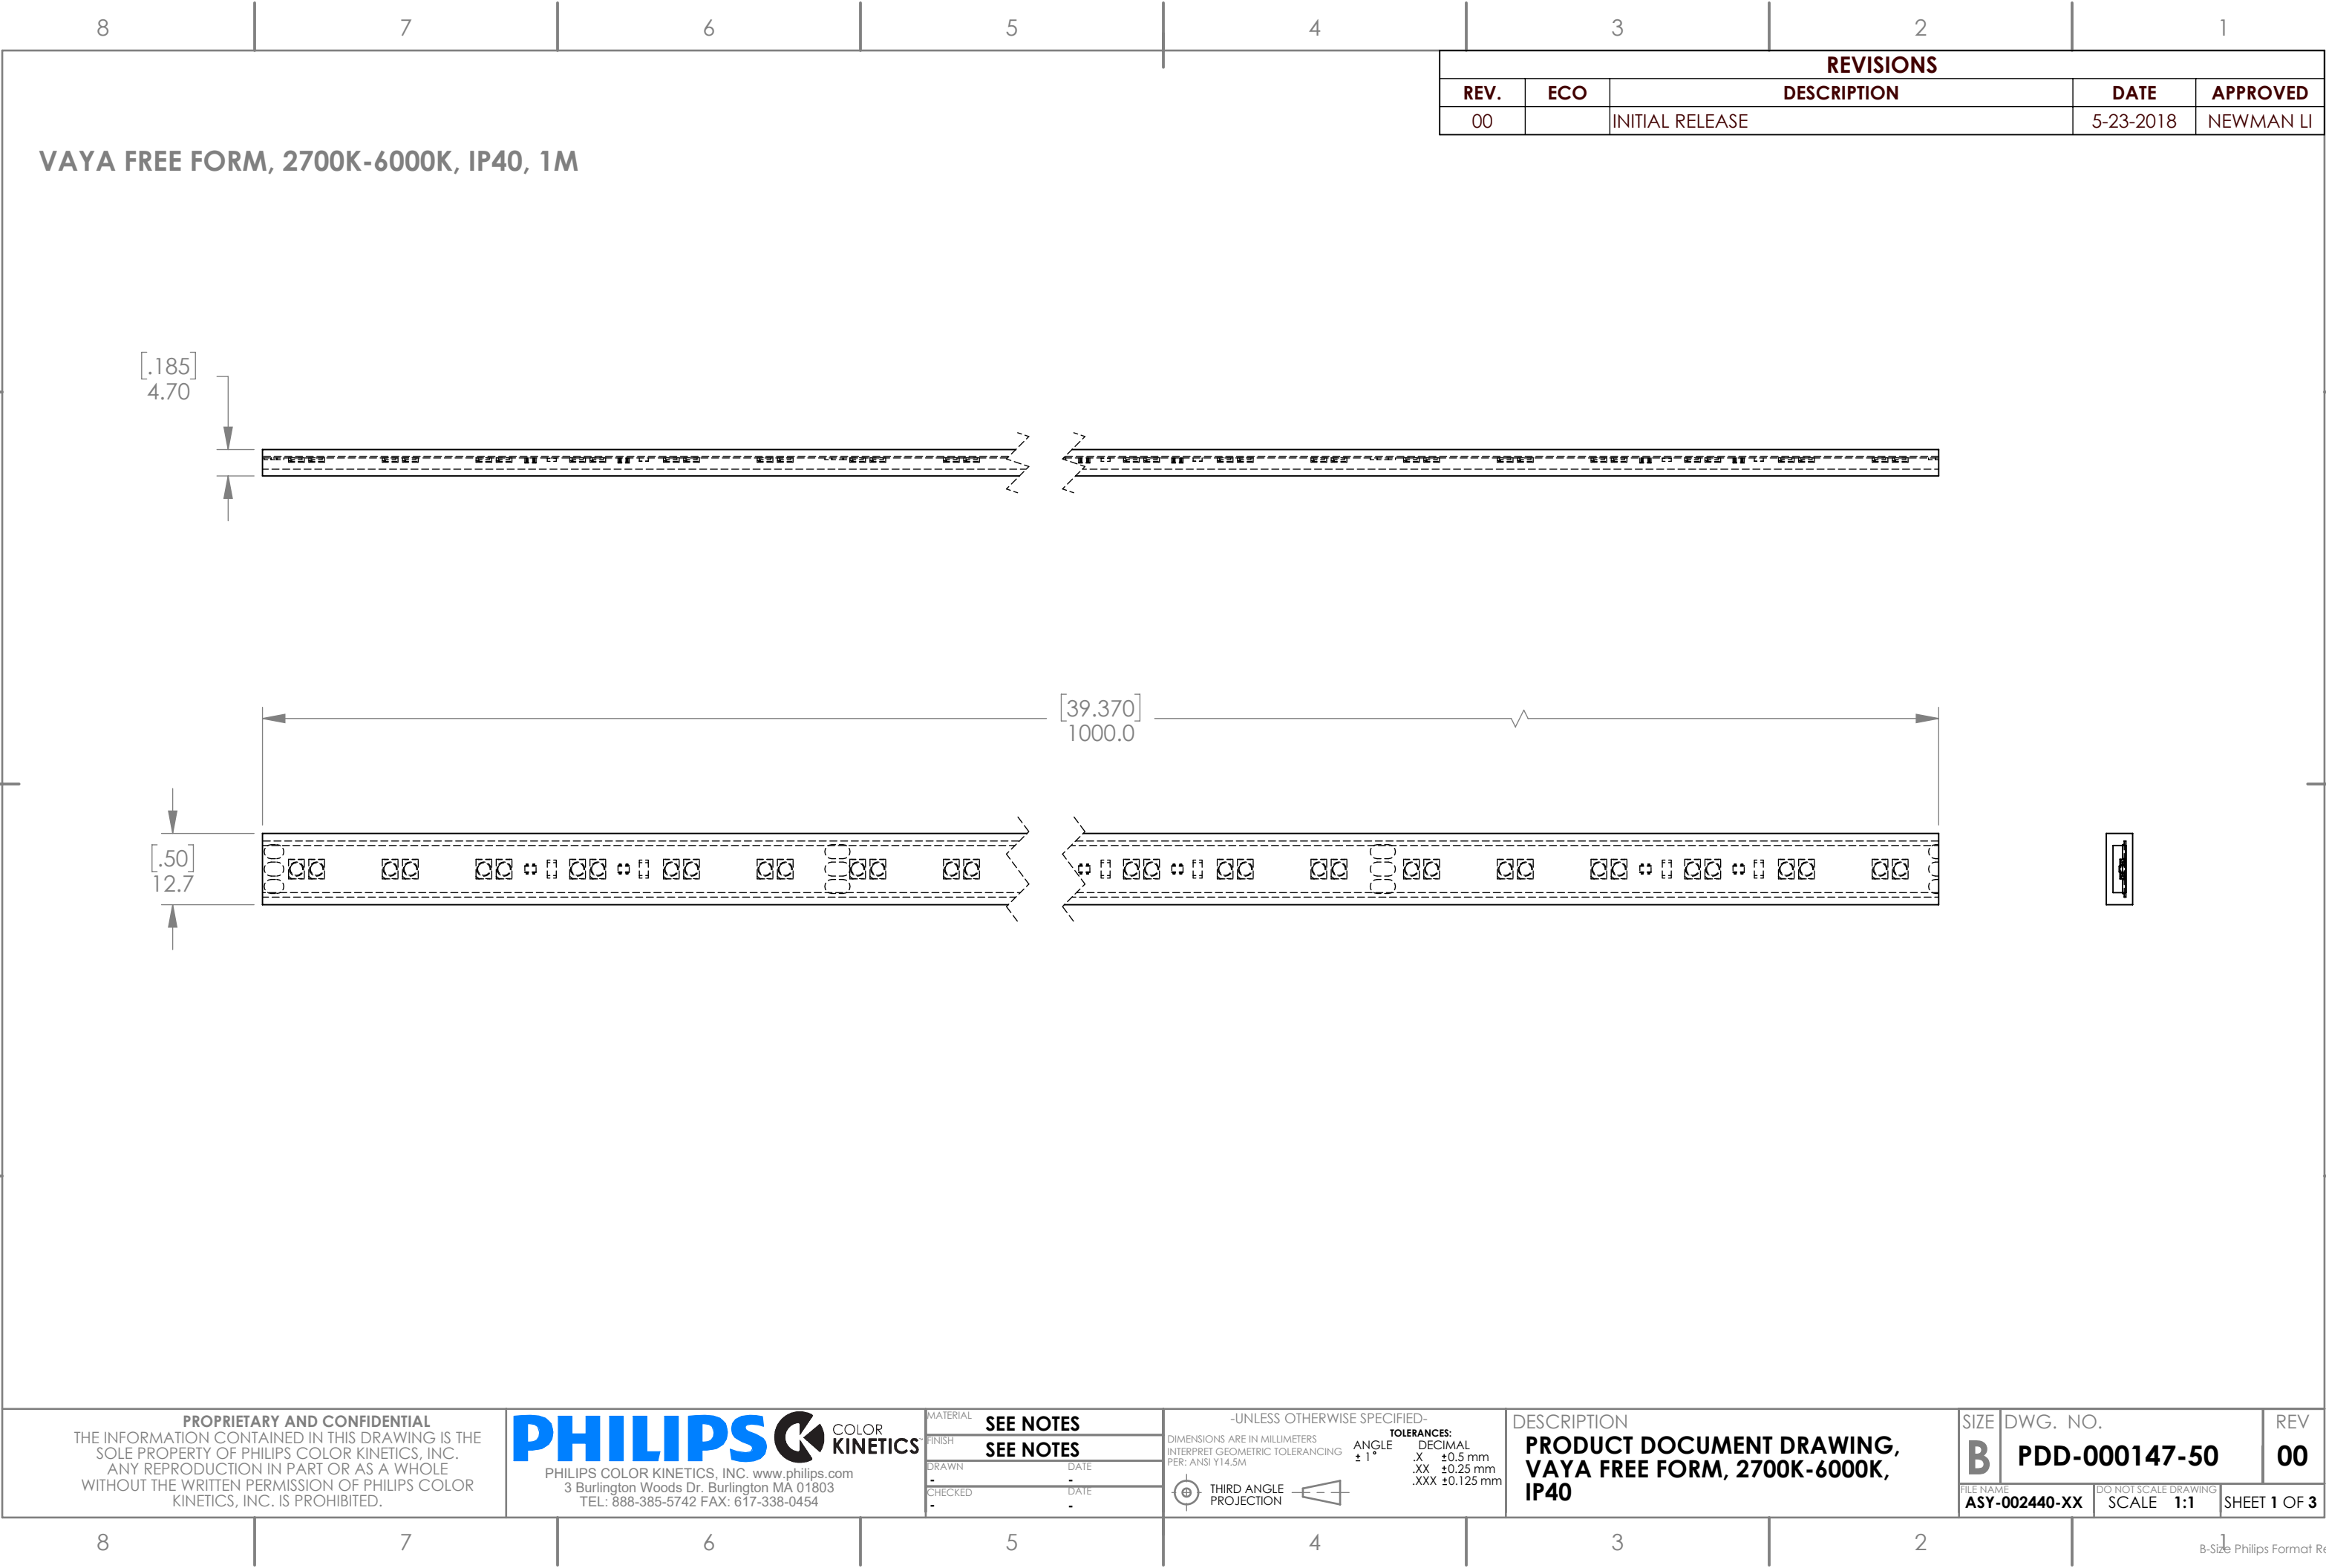 8 7 6 5 4 3 2 1
REVISIONS
REV. ECO DESCRIPTION DATE APPROVED
00 INITIAL RELEASE 5-23-2018 NEWMAN LI
VAYA FREE FORM, 2700K-6000K, IP40, 1M
[.185]
4.70
[39.370]
1000.0
[.50]
12.7
PROPRIETARY AND CONFIDENTIAL
THE INFORMATION CONTAINED IN THIS DRAWING IS THE
SOLE PROPERTY OF PHILIPS COLOR KINETICS, INC.
ANY REPRODUCTION IN PART OR AS A WHOLE
WITHOUT THE WRITTEN PERMISSION OF PHILIPS COLOR
KINETICS, INC. IS PROHIBITED.
PHILIPS CK COLOR
KINETICS
PHILIPS COLOR KINETICS, INC. www.philips.com
3 Burlington Woods Dr. Burlington MA 01803
TEL: 888-385-5742 FAX: 617-338-0454
MATERIAL SEE NOTES
FINISH SEE NOTES
DRAWN DATE
- -
CHECKED DATE
- -
-UNLESS OTHERWISE SPECIFIED-
DIMENSIONS ARE IN MILLIMETERS
INTERPRET GEOMETRIC TOLERANCING
PER: ANSI Y14.5M
TOLERANCES:
ANGLE DECIMAL
± 1° .X ±0.5 mm
.XX ±0.25 mm
.XXX ±0.125 mm
THIRD ANGLE
PROJECTION
DESCRIPTION
PRODUCT DOCUMENT DRAWING,
VAYA FREE FORM, 2700K-6000K,
IP40
SIZE DWG. NO. REV
B PDD-000147-50 00
FILE NAME
ASY-002440-XX
DO NOT SCALE DRAWING
SCALE 1:1
SHEET 1 OF 3
8 7 6 5 4 3 2 1
B-Size Philips Format